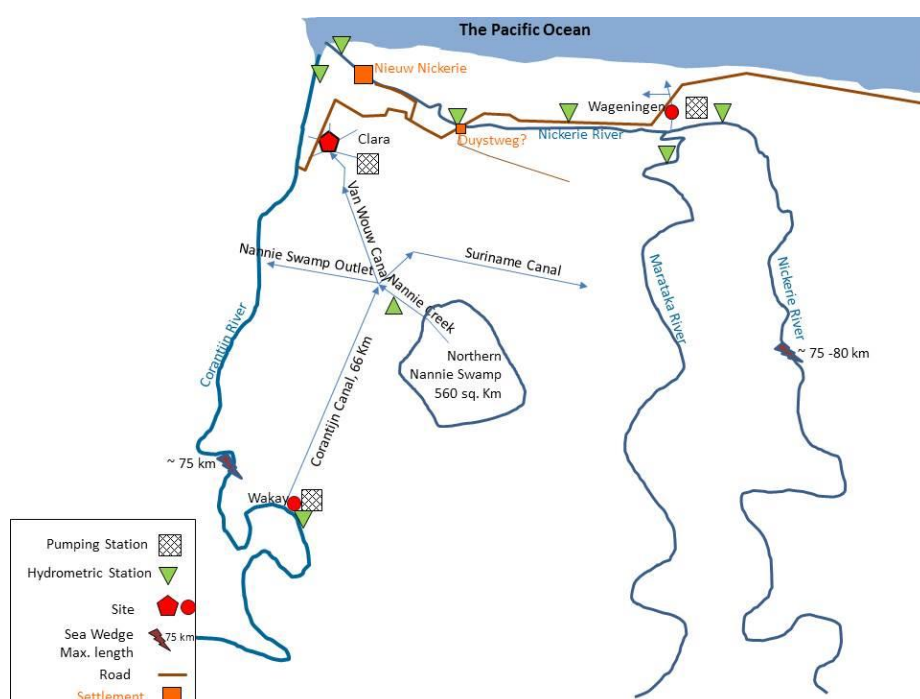 The Pacific Ocean
Nieuw Nickerie
Wageningen
Clara
Duystweg?
Nickerie River
Van Wouw Canal
Nannie Swamp Outlet
Suriname Canal
Nannie Creek
Marataka River
Nickerie River
Corantijn River
Northern
Nannie Swamp
560 sq. Km
~ 75 -80 km
Corantijn Canal, 66 Km
~ 75 km
Wakay
Pumping Station
Hydrometric Station
Site
Sea Wedge
Max. length
75 km
Road
Settlement